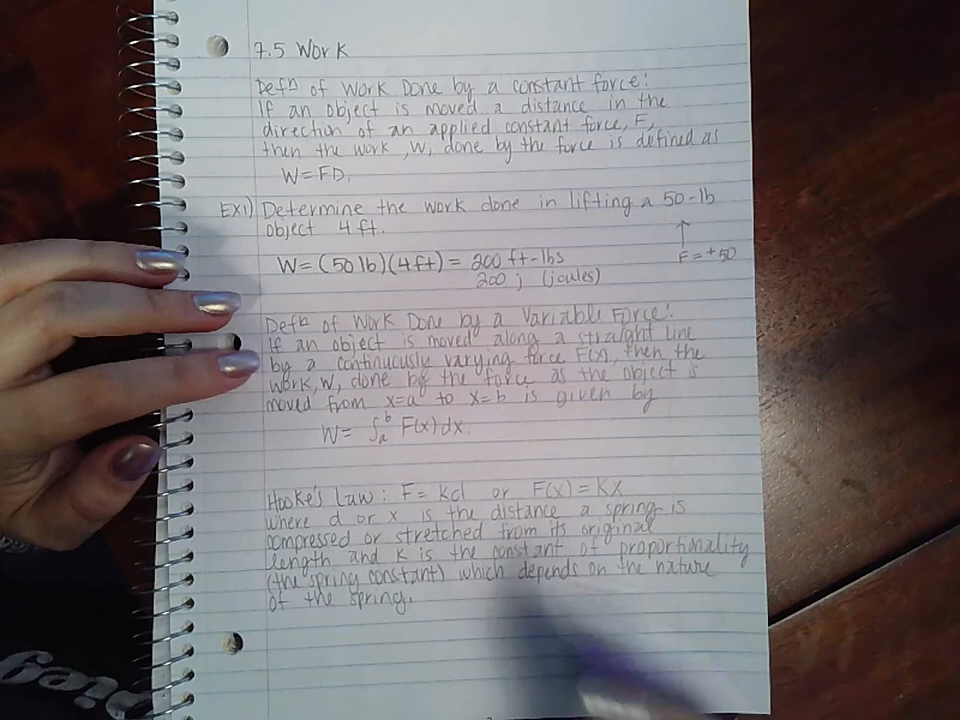 7.5 Work
Defn of Work Done by a constant force:
If an object is moved a distance in the
direction of an applied constant force, F,
then the work, W, done by the force is defined as
W=FD.
EX1) Determine the work done in lifting a 50-lb
object 4 ft.
↑
W=(50 lb)(4ft) = 200 ft-lbs
F=+50
200 j (joules)
Defn of Work Done by a Variable Force:
If an object is moved along a straight line
by a continuously varying force F(x), then the
work, W, done by the force as the object is
moved from x=a to x=b is given by
W= ∫ₐᵇ F(x)dx.
Hooke's Law: F=Kd or F(x)=Kx
where d or x is the distance a spring is
compressed or stretched from its original
length and K is the constant of proportionality
(the spring constant) which depends on the nature
of the spring.